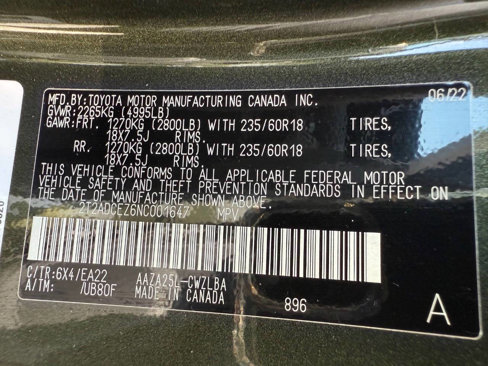 MFD.BY:TOYOTA MOTOR MANUFACTURING CANADA INC. 06/22
GVWR:2265KG (4995LB)
GAWR:FRT. 1270KG (2800LB) WITH 235/60R18 TIRES,
18X7.5J RIMS.
RR. 1270KG (2800LB) WITH 235/60R18 TIRES,
18X7.5J RIMS.
THIS VEHICLE CONFORMS TO ALL APPLICABLE FEDERAL MOTOR
VEHICLE SAFETY AND THEFT PREVENTION STANDARDS IN EFFECT ON
THE DATE OF MANUFACTURE SHOWN ABOVE.
2T2ADCEZ6NC001647 MPV
C/TR:6X4/EA22 AAZA25L-CWZLBA
A/TM: /UB80F MADE IN CANADA
896 A